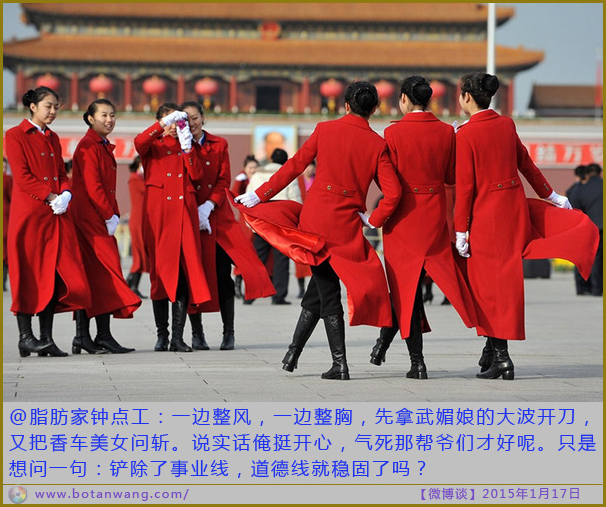 @脂肪家钟点工：一边整风，一边整胸，先拿武媚娘的大波开刀，
又把香车美女问斩。说实话俺挺开心，气死那帮爷们才好呢。只是
想问一句：铲除了事业线，道德线就稳固了吗？
www.botanwang.com/ 【微博谈】2015年1月17日